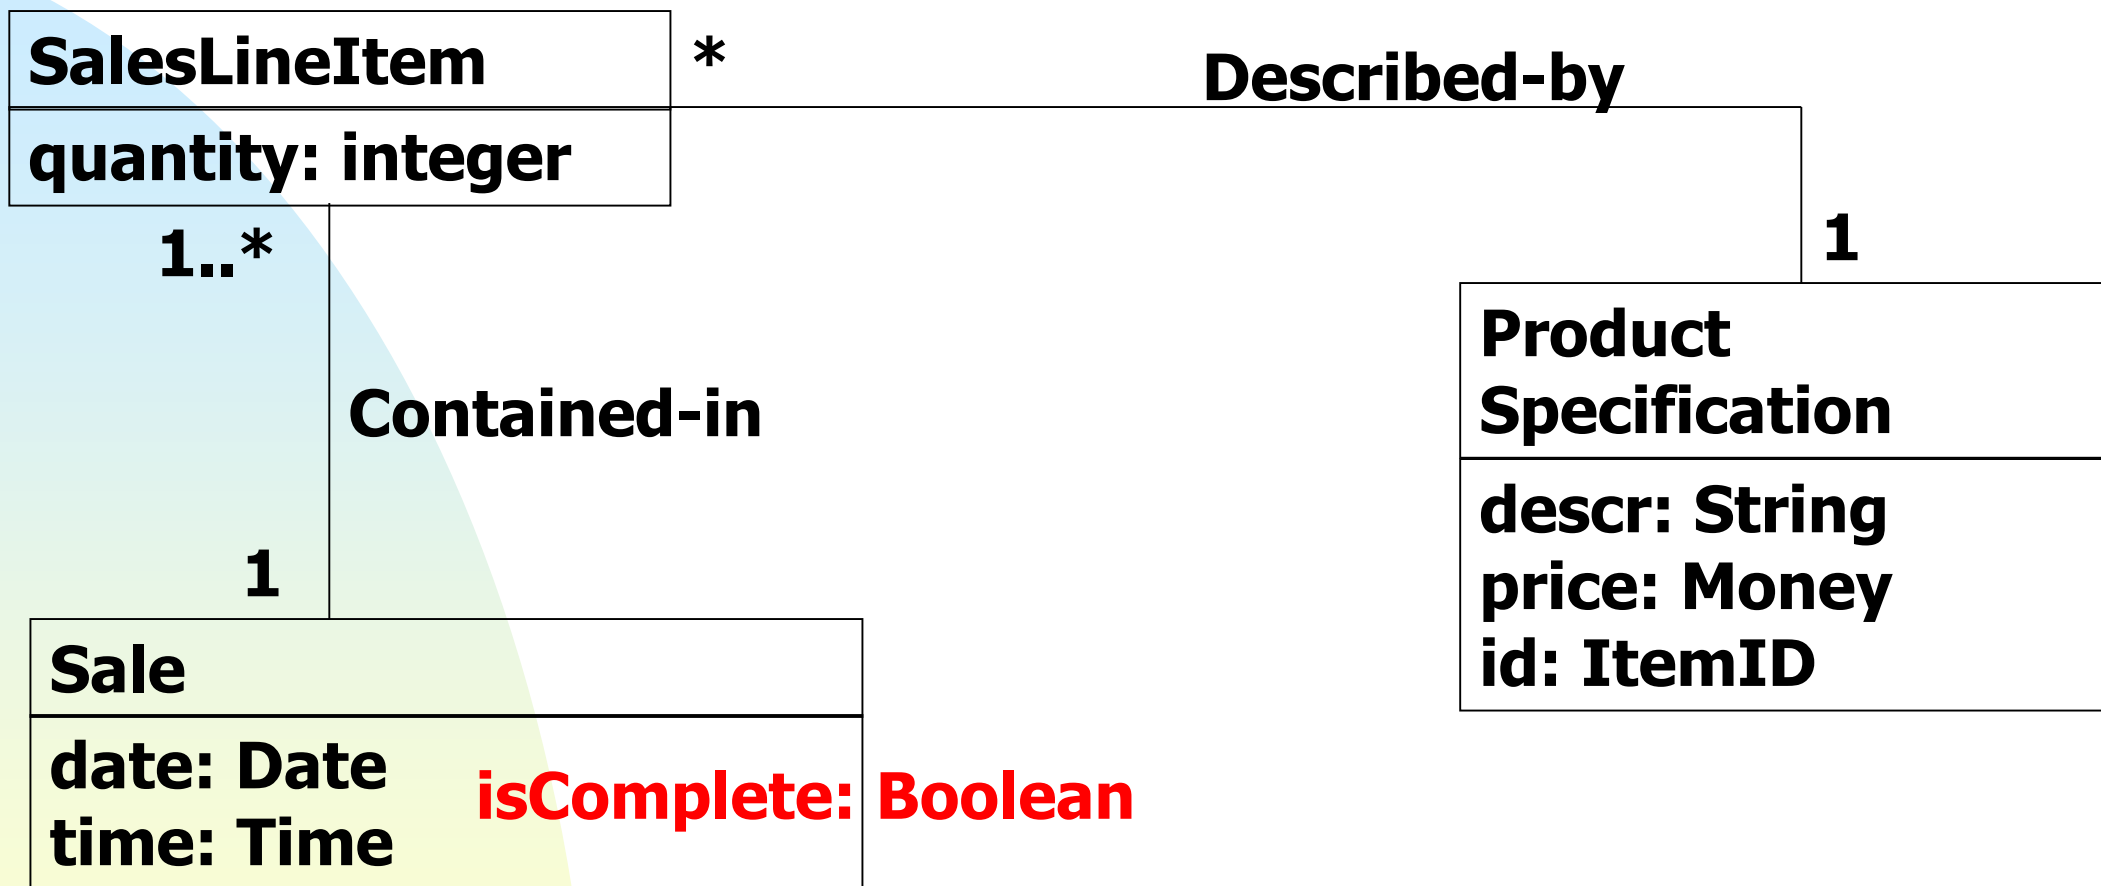 SalesLineItem
*
Described-by
quantity: integer
1..*
1
Product
Specification
Contained-in
descr: String
price: Money
id: ItemID
1
Sale
date: Date
isComplete: Boolean
time: Time